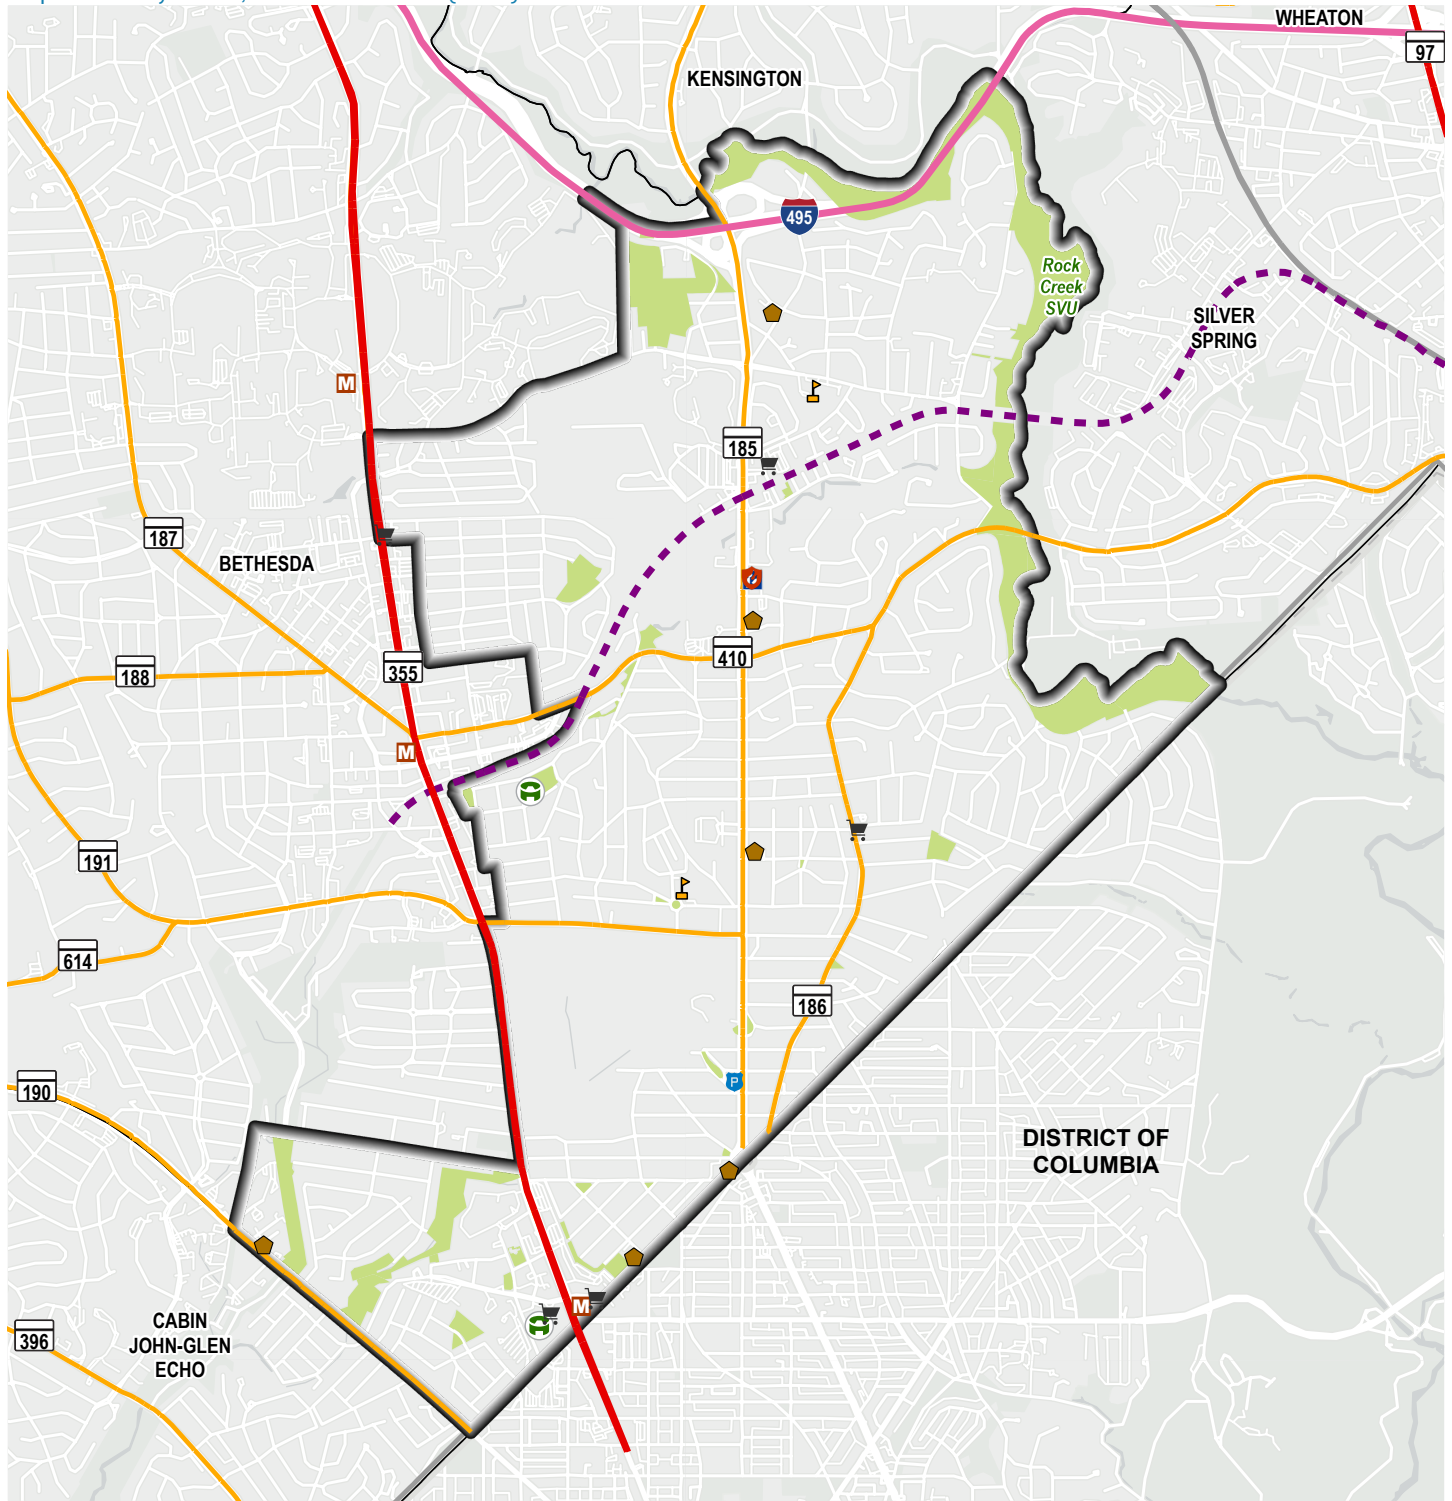 WHEATON
97
KENSINGTON
495
Rock
Creek
SVU
SILVER
SPRING
M
185
187
BETHESDA
410
355
188
M
191
614
186
190
P
DISTRICT OF
COLUMBIA
M
CABIN
JOHN-GLEN
ECHO
396